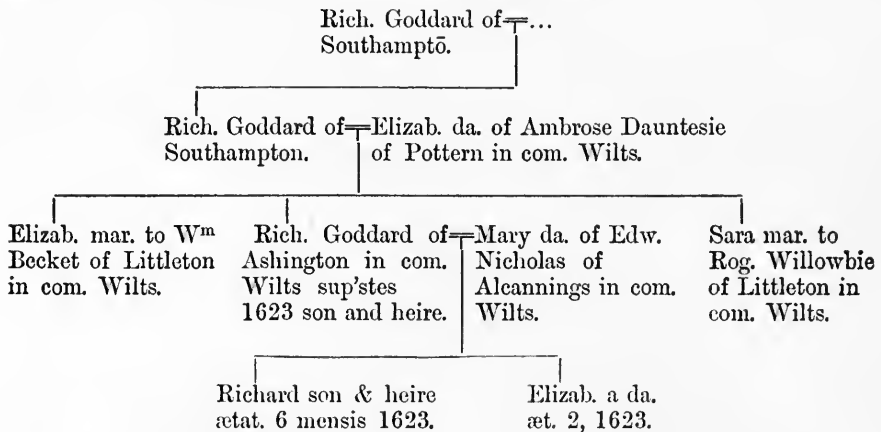 Rich. Goddard of=...
Southamptō.
Rich. Goddard of=Elizab. da. of Ambrose Dauntesie
Southampton. of Pottern in com. Wilts.
Elizab. mar. to Wᵐ
Becket of Littleton
in com. Wilts.
Rich. Goddard of=
Ashington in com.
Wilts sup'stes
1623 son and heire.
Mary da. of Edw.
Nicholas of
Alcannings in com.
Wilts.
Sara mar. to
Rog. Willowbie
of Littleton in
com. Wilts.
Richard son & heire
ætat. 6 mensis 1623.
Elizab. a da.
æt. 2, 1623.